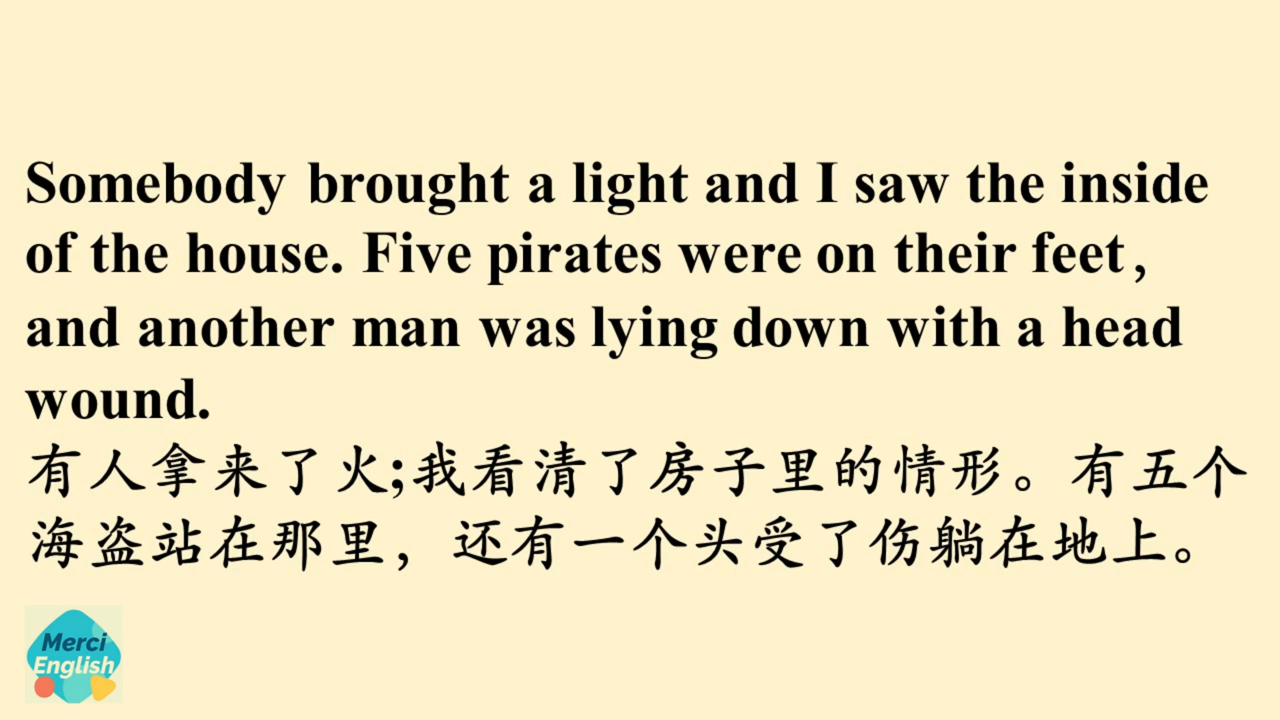 Somebody brought a light and I saw the inside
of the house. Five pirates were on their feet，
and another man was lying down with a head
wound.
有人拿来了火;我看清了房子里的情形。有五个
海盗站在那里，还有一个头受了伤躺在地上。
Merci
English